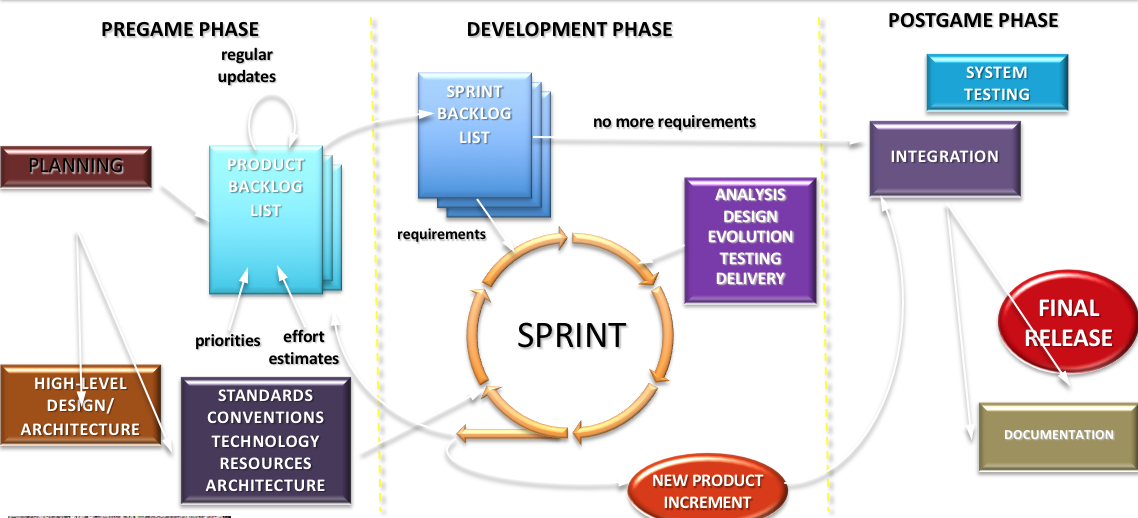 PREGAME PHASE
regular
updates
PLANNING
PRODUCT
BACKLOG
LIST
priorities
effort
estimates
HIGH-LEVEL
DESIGN/
ARCHITECTURE
STANDARDS
CONVENTIONS
TECHNOLOGY
RESOURCES
ARCHITECTURE
DEVELOPMENT PHASE
SPRINT
BACKLOG
LIST
no more requirements
requirements
ANALYSIS
DESIGN
EVOLUTION
TESTING
DELIVERY
SPRINT
NEW PRODUCT
INCREMENT
POSTGAME PHASE
SYSTEM
TESTING
INTEGRATION
FINAL
RELEASE
DOCUMENTATION